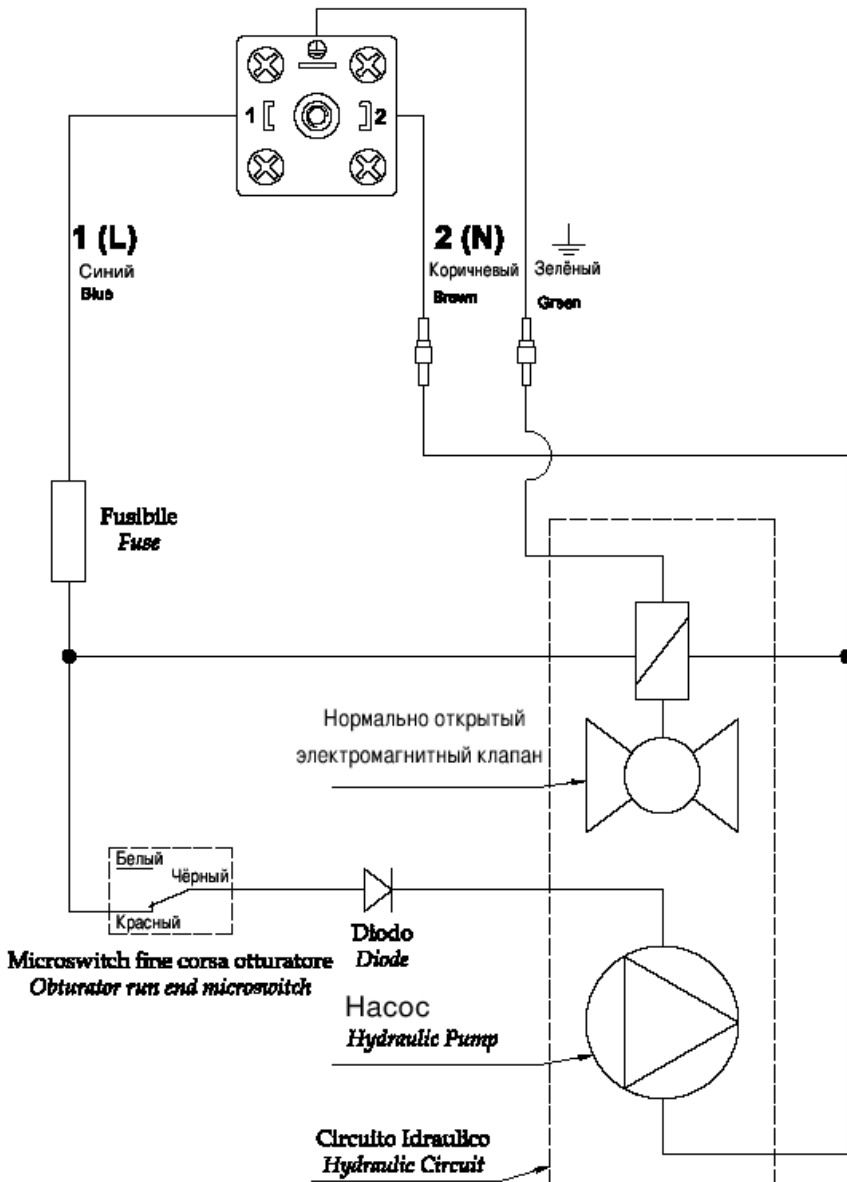 1
2
1 (L)
Синий
Blue
2 (N)
Коричневый
Brown
Зелёный
Green
Fusibile
Fuse
Нормально открытый
электромагнитный клапан
Белый
Чёрный
Красный
Microswitch fine corsa otturatore
Obturator run end microswitch
Diodo
Diode
Насос
Hydraulic Pump
Circuito Idraulico
Hydraulic Circuit